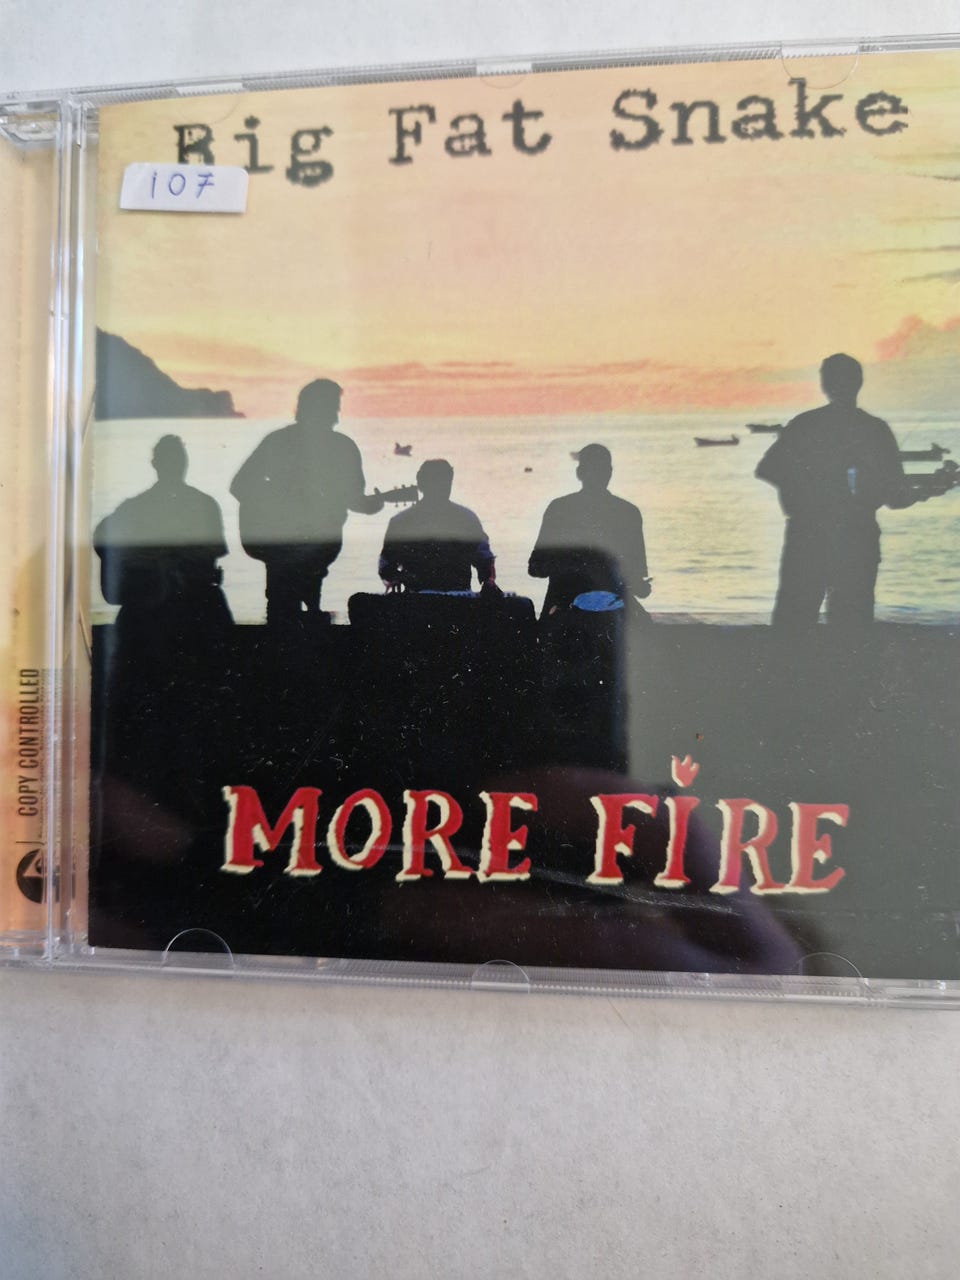 Big Fat Snake
107
COPY CONTROLLED
MORE FIRE